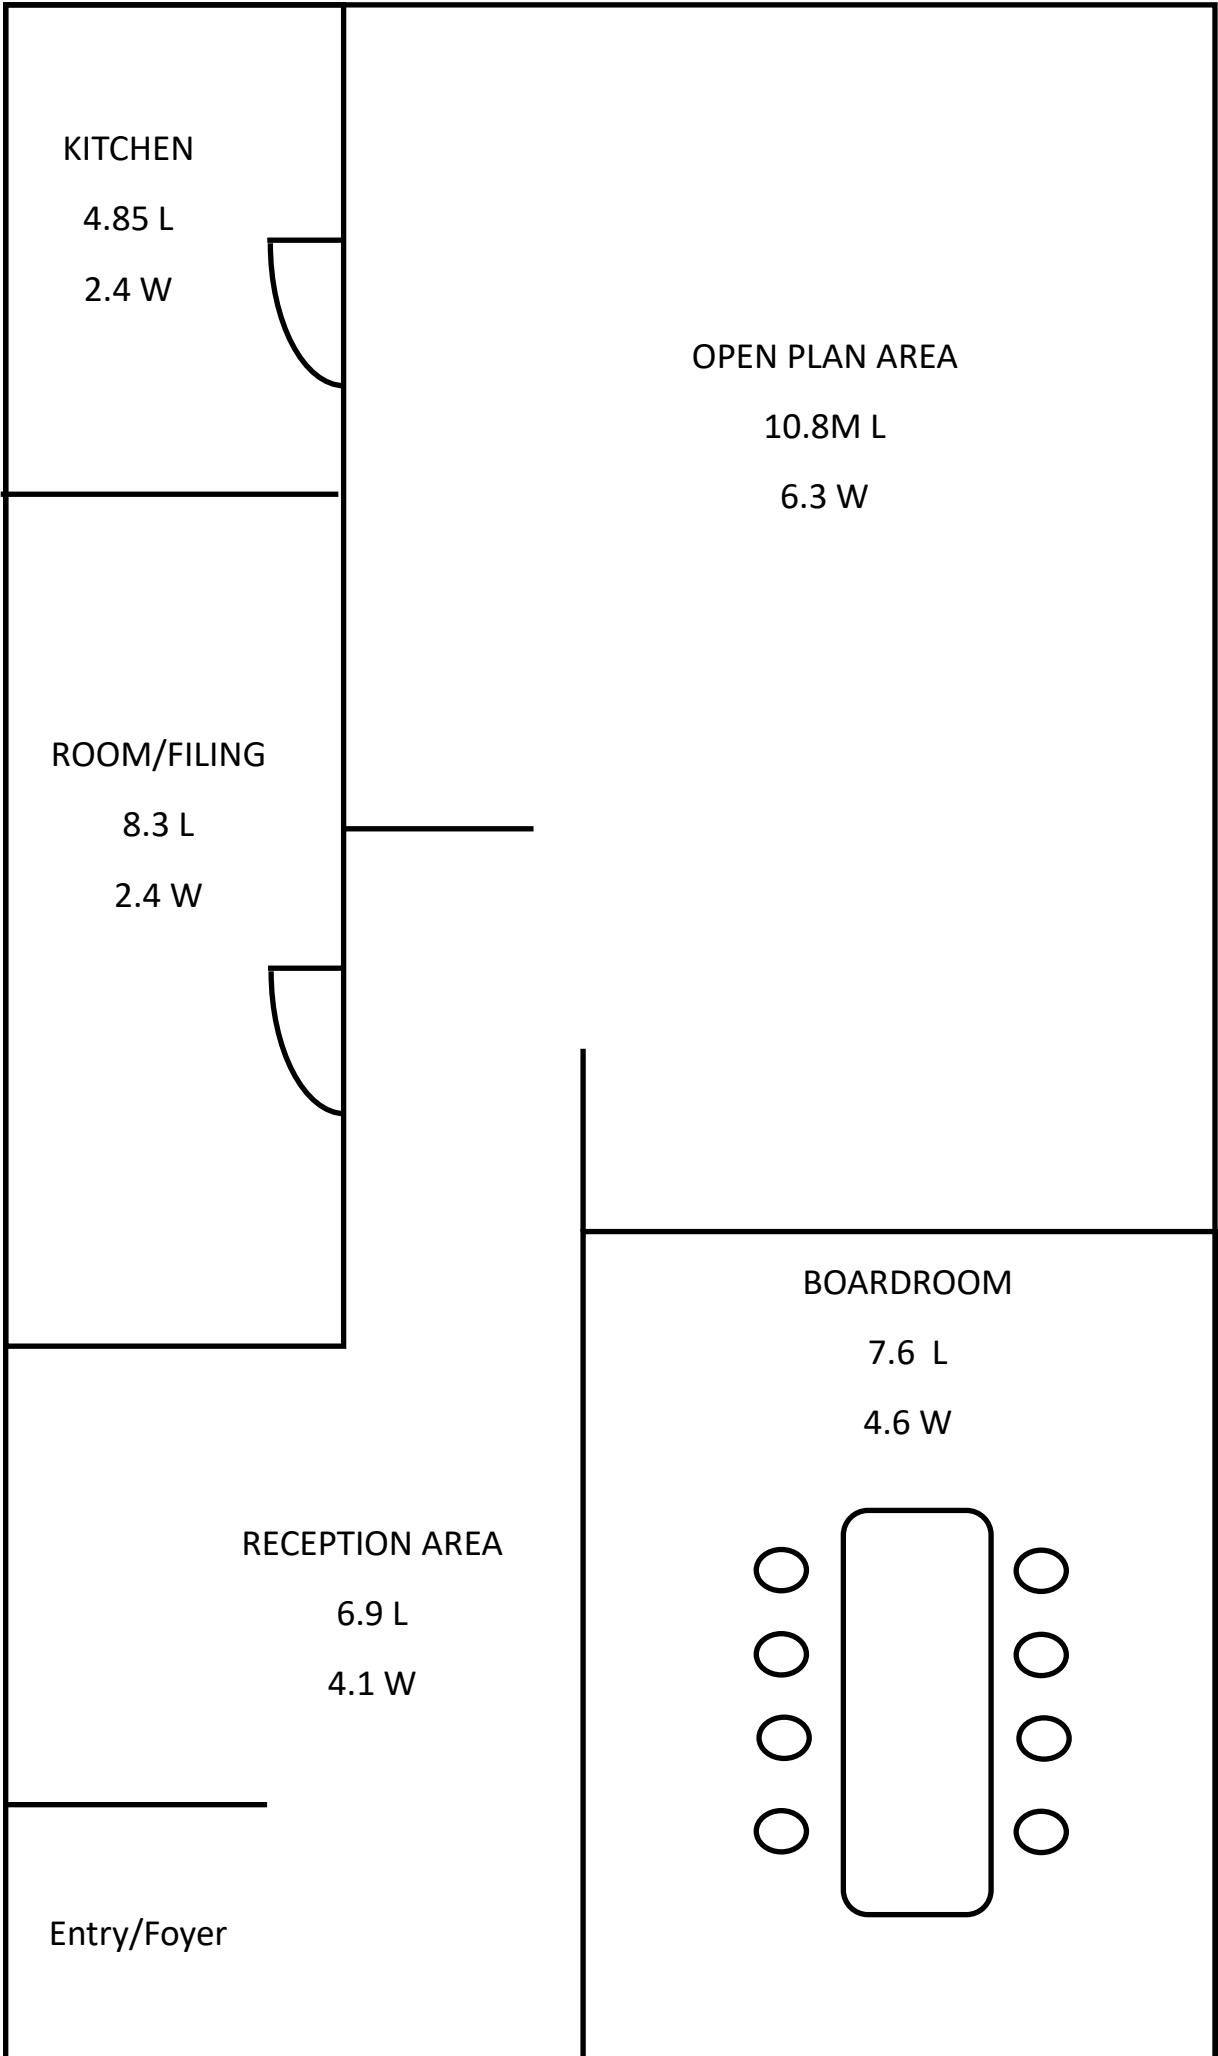 KITCHEN
4.85 L
2.4 W
OPEN PLAN AREA
10.8M L
6.3 W
ROOM/FILING
8.3 L
2.4 W
BOARDROOM
7.6  L
4.6 W
RECEPTION AREA
6.9 L
4.1 W
Entry/Foyer